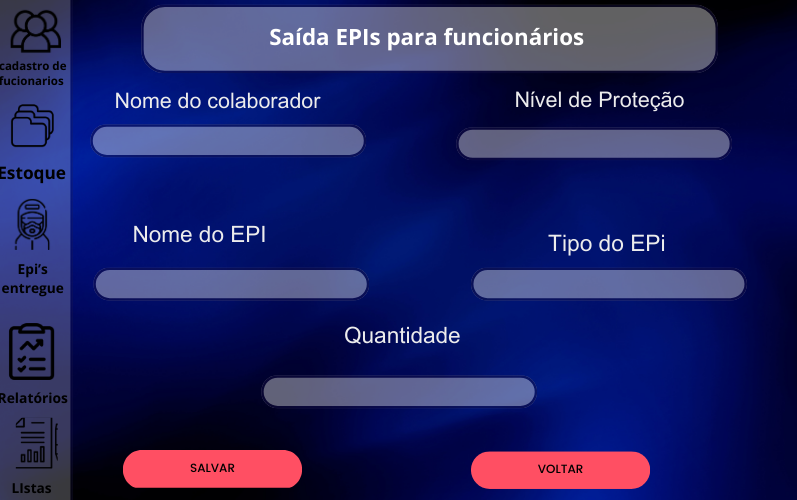 Saída EPIs para funcionários
cadastro de
fucionarios
Estoque
Epi's
entregue
Relatórios
LIstas
Nome do colaborador
Nível de Proteção
Nome do EPI
Tipo do EPi
Quantidade
SALVAR
VOLTAR